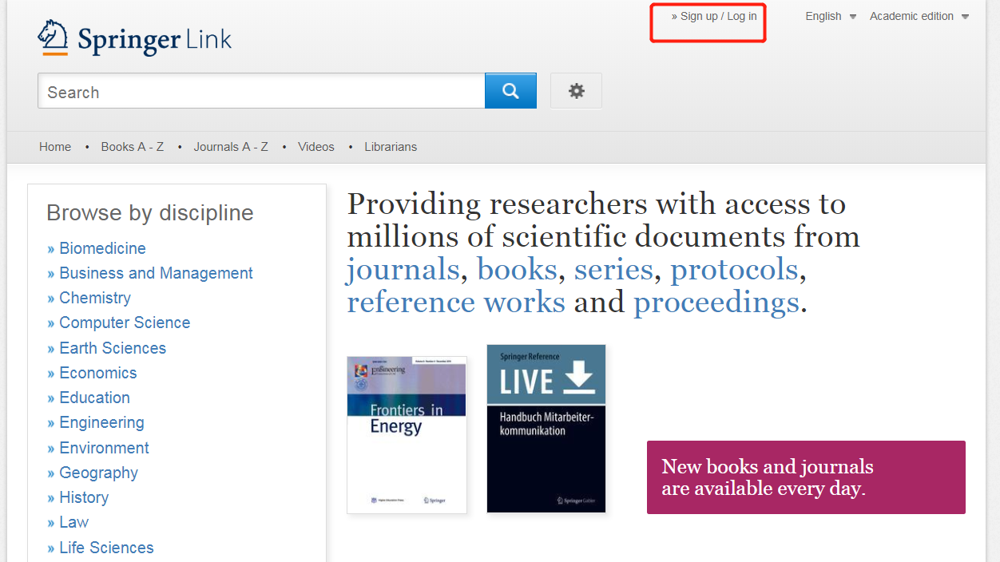 » Sign up / Log in
English
Academic edition
Springer Link
Search
Home • Books A - Z • Journals A - Z • Videos • Librarians
Browse by discipline
» Biomedicine
» Business and Management
» Chemistry
» Computer Science
» Earth Sciences
» Economics
» Education
» Engineering
» Environment
» Geography
» History
» Law
» Life Sciences
Providing researchers with access to
millions of scientific documents from
journals, books, series, protocols,
reference works and proceedings.
Engineering
Frontiers in
Energy
Higher Education Press
Springer
Springer Reference
LIVE
Handbuch Mitarbeiter-
kommunikation
Springer Gabler
New books and journals
are available every day.